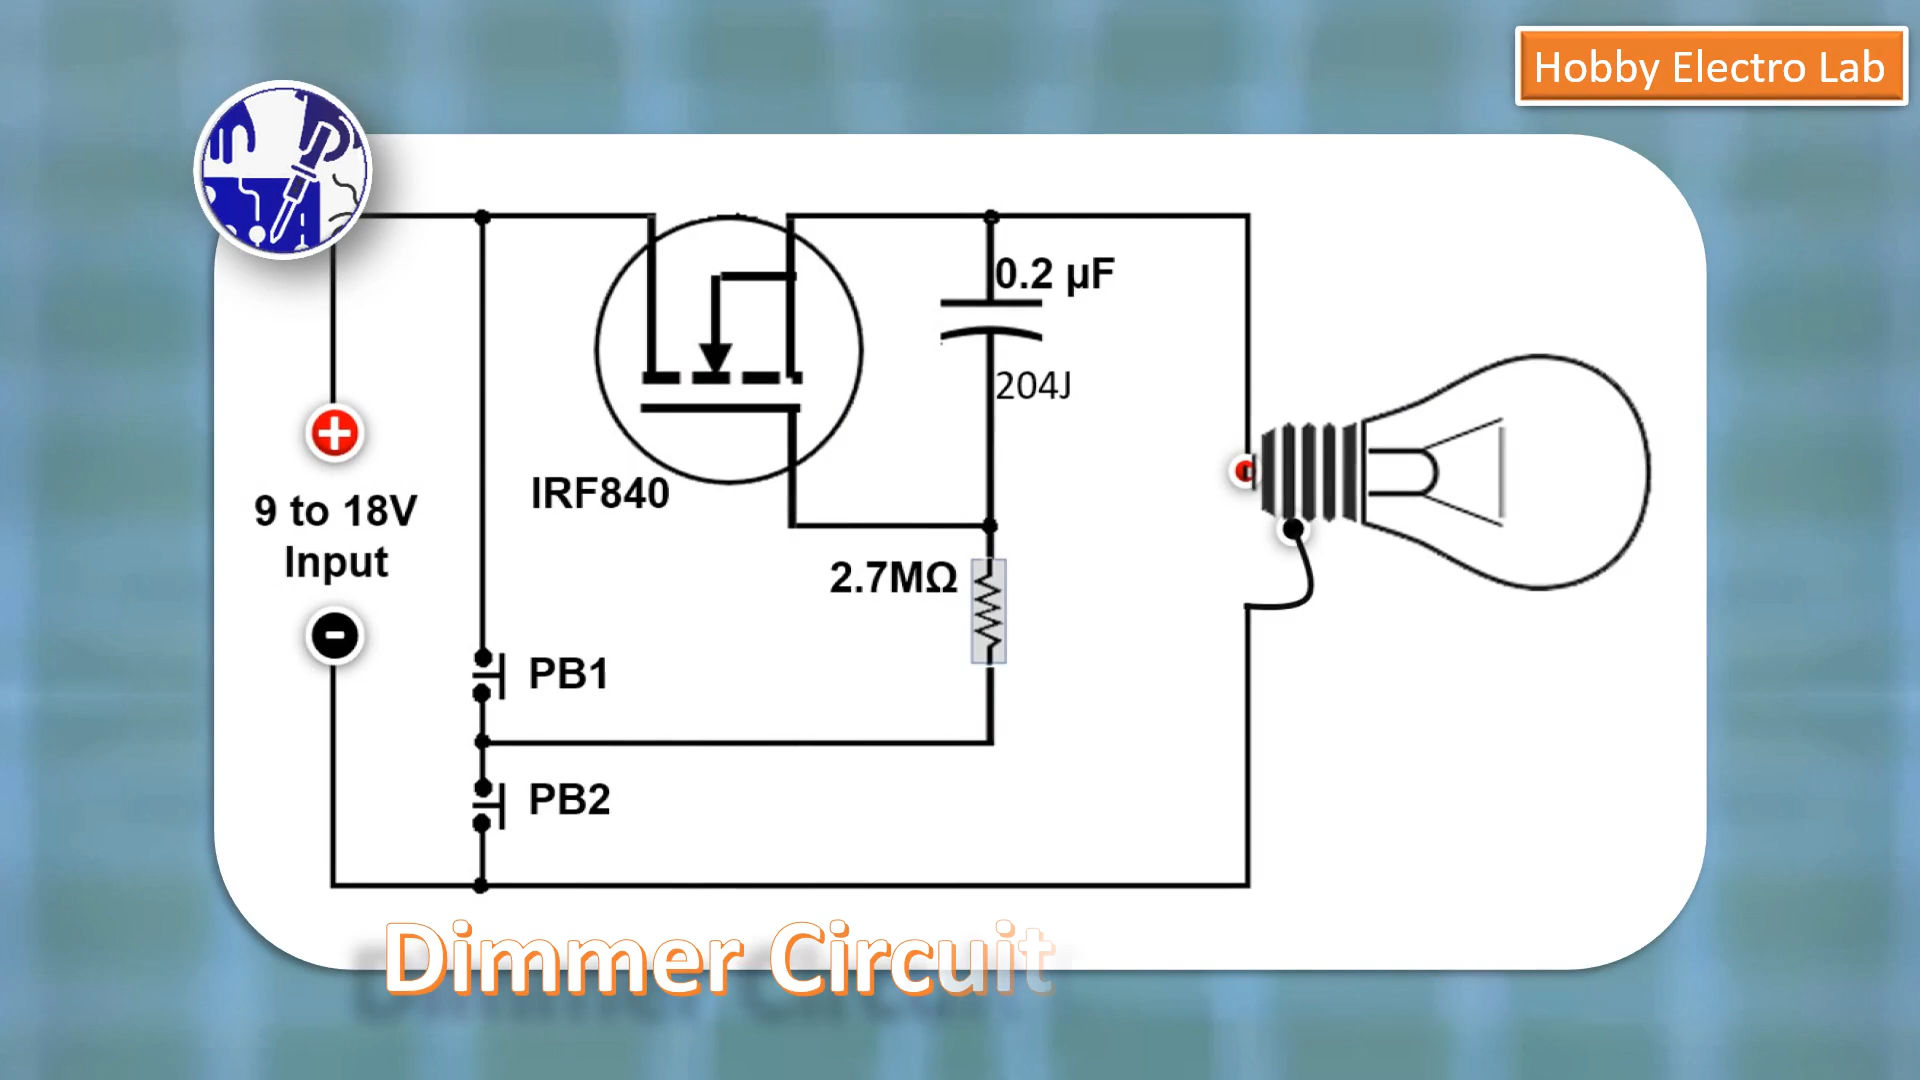 Hobby Electro Lab
0.2 µF
204J
IRF840
9 to 18V
Input
2.7MΩ
PB1
PB2
Dimmer Circuit